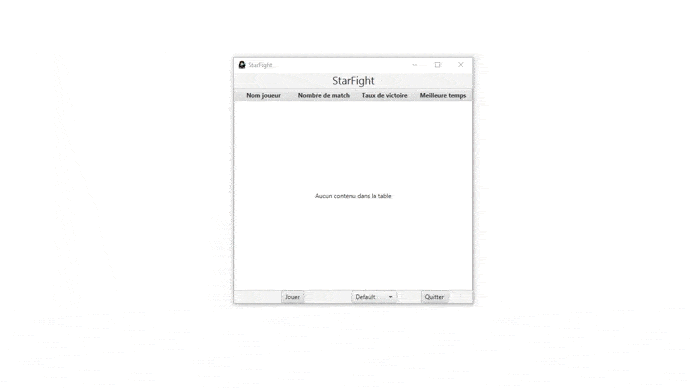 StarFight
StarFight
Nom joueur Nombre de match Taux de victoire Meilleure temps
Aucun contenu dans la table
Jouer Default Quitter